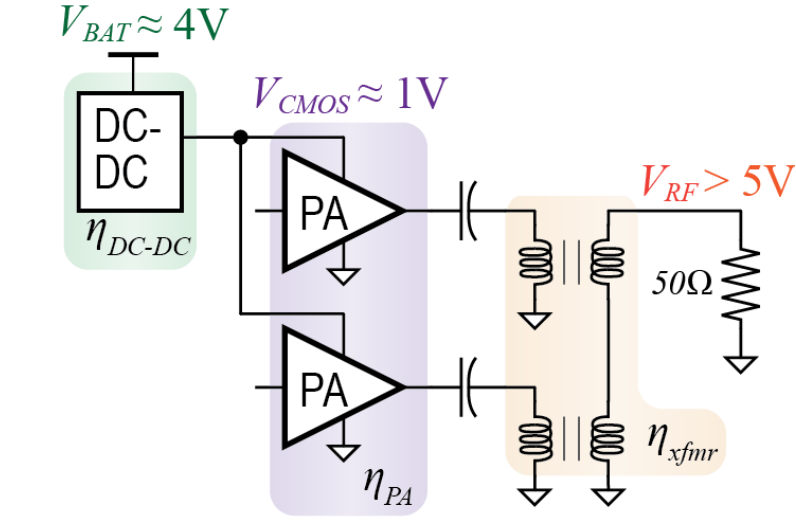 V_BAT ≈ 4V
V_CMOS ≈ 1V
DC-
DC
η_DC-DC
PA
V_RF > 5V
50Ω
PA
η_xfmr
η_PA